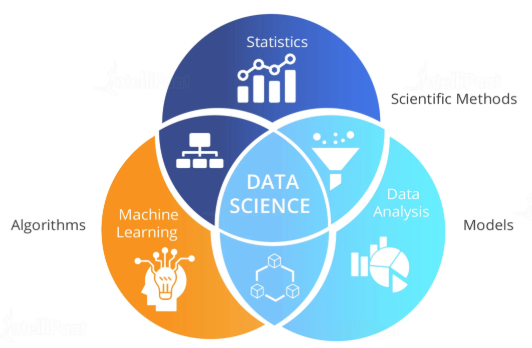 Statistics
Scientific Methods
DATA
SCIENCE
Data
Analysis
Machine
Learning
Algorithms
Models